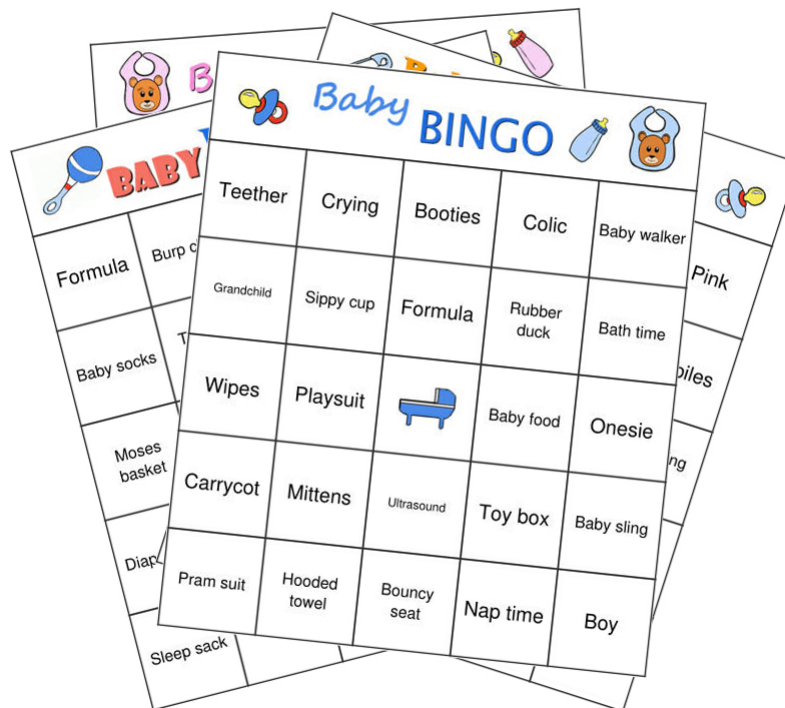 Baby BINGO
Teether Crying Booties Colic Baby walker
Grandchild Sippy cup Formula Rubber
duck Bath time
Wipes Playsuit Baby food Onesie
Carrycot Mittens Ultrasound Toy box Baby sling
Pram suit Hooded
towel Bouncy
seat Nap time Boy
BABY
Formula Burp
Baby socks
Moses
basket
Sleep sack
Pink